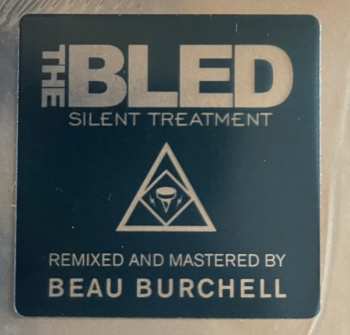 THE BLED
SILENT TREATMENT
REMIXED AND MASTERED BY
BEAU BURCHELL